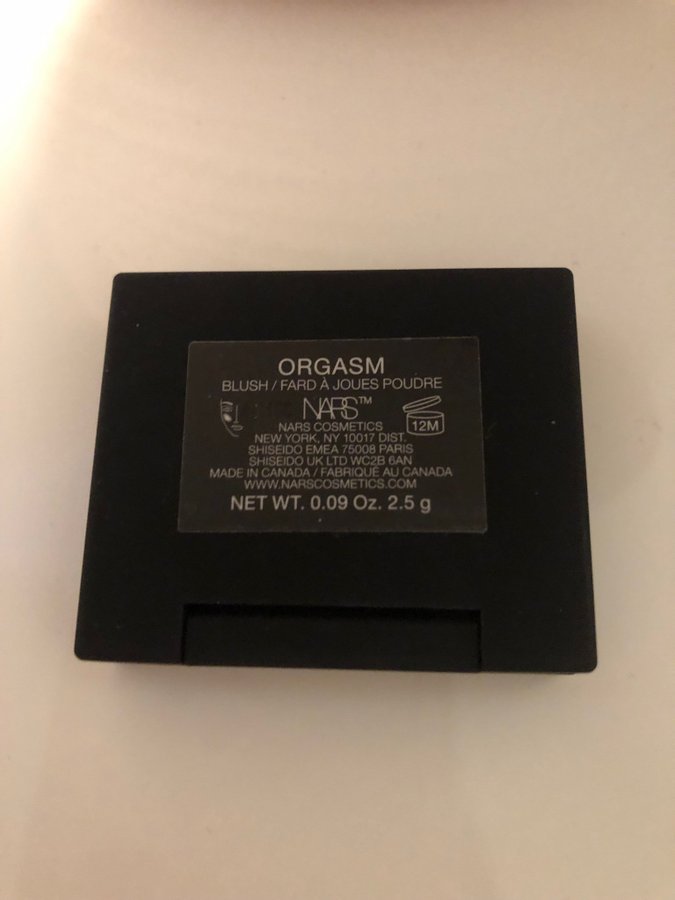 ORGASM
BLUSH / FARD À JOUES POUDRE
NARS™
12M
NARS COSMETICS
NEW YORK, NY 10017 DIST.
SHISEIDO EMEA 75008 PARIS
SHISEIDO UK LTD WC2B 6AN
MADE IN CANADA / FABRIQUÉ AU CANADA
WWW.NARSCOSMETICS.COM
NET WT. 0.09 Oz. 2.5 g